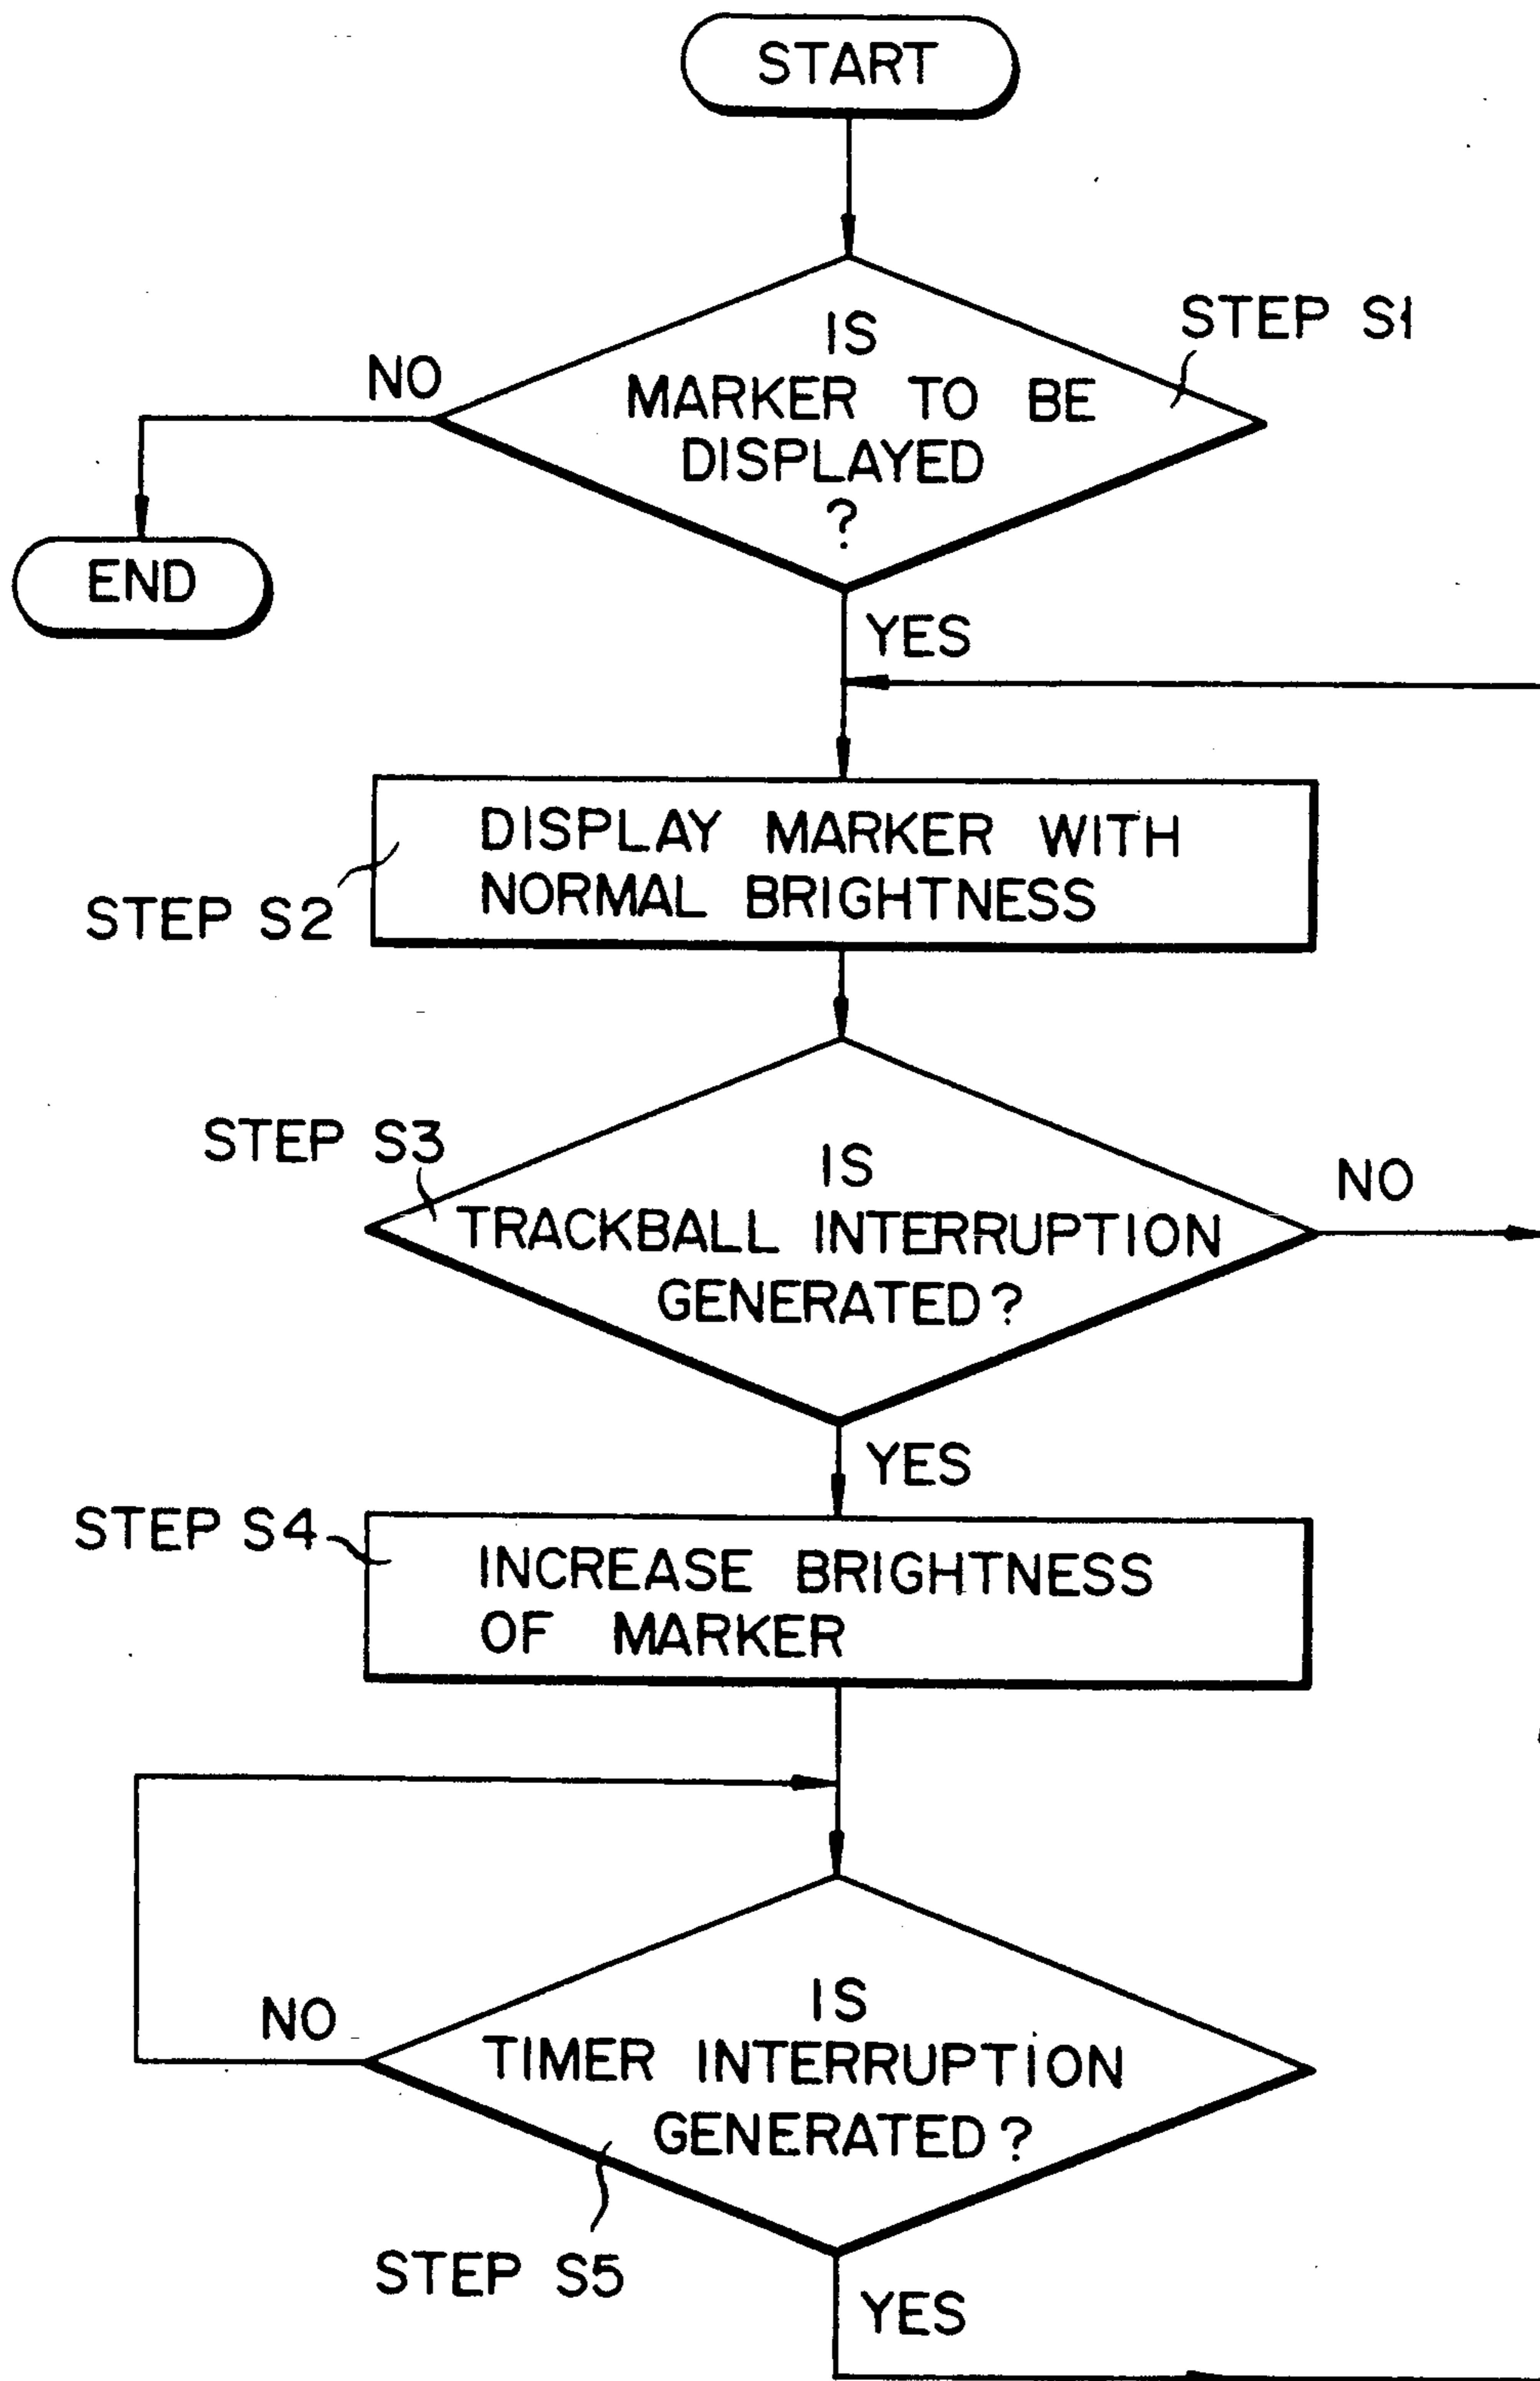 START
STEP S1
IS
NO
MARKER TO BE
DISPLAYED
?
END
YES
DISPLAY MARKER WITH
NORMAL BRIGHTNESS
STEP S2
STEP S3
IS
NO
TRACKBALL INTERRUPTION
GENERATED?
YES
STEP S4
INCREASE BRIGHTNESS
OF MARKER
IS
NO
TIMER INTERRUPTION
GENERATED?
STEP S5
YES